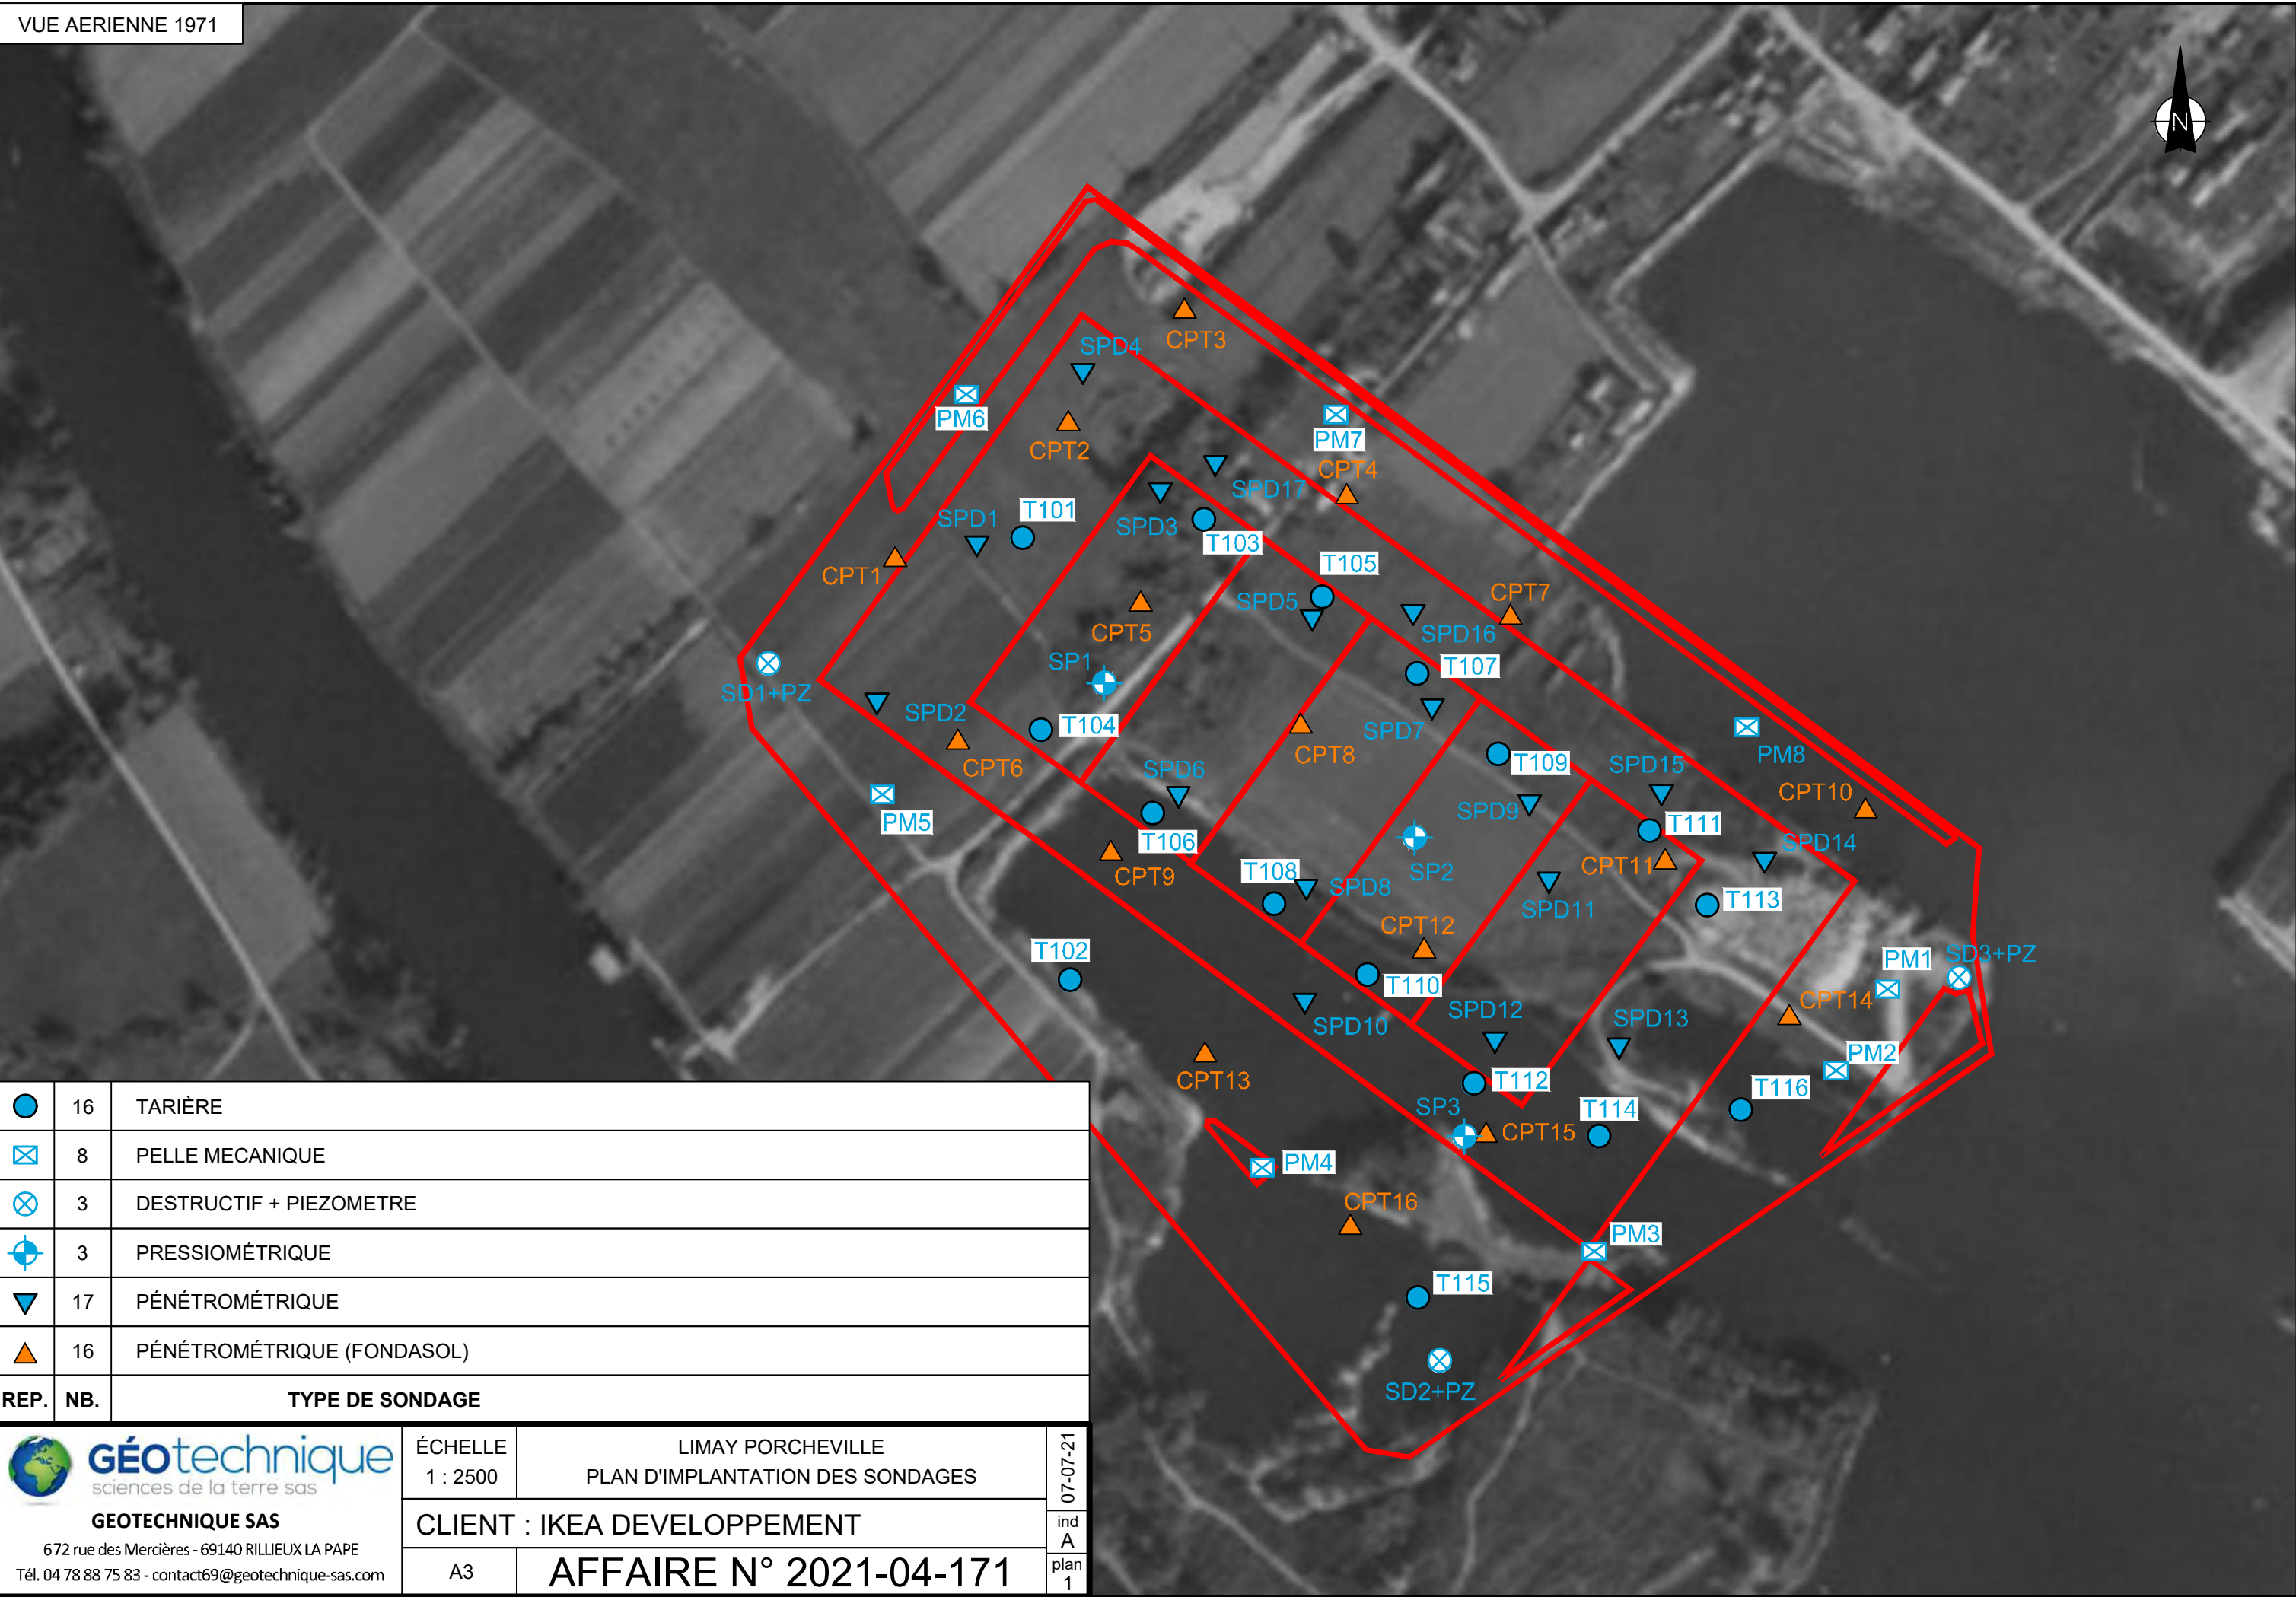 VUE AERIENNE 1971
N
CPT3
SPD4
PM6
PM7
CPT2
CPT4
SPD17
SPD1
T101
SPD3
T103
T105
CPT1
CPT7
SPD5
CPT5
SPD16
SP1
T107
SD1+PZ
SPD2
T104
SPD7
PM8
CPT6
CPT8
T109
SPD15
SPD6
CPT10
SPD9
PM5
T111
T106
SPD14
CPT9
CPT11
T108
SP2
SPD8
T113
SPD11
CPT12
T102
PM1
SD3+PZ
T110
CPT14
SPD12
SPD13
SPD10
PM2
CPT13
T112
T116
SP3
T114
CPT15
PM4
CPT16
PM3
T115
SD2+PZ
16 TARIÈRE
8 PELLE MECANIQUE
3 DESTRUCTIF + PIEZOMETRE
3 PRESSIOMÉTRIQUE
17 PÉNÉTROMÉTRIQUE
16 PÉNÉTROMÉTRIQUE (FONDASOL)
REP. NB. TYPE DE SONDAGE
GÉOtechnique
sciences de la terre sas
GEOTECHNIQUE SAS
672 rue des Mercières - 69140 RILLIEUX LA PAPE
Tél. 04 78 88 75 83 - contact69@geotechnique-sas.com
ÉCHELLE
1 : 2500
LIMAY PORCHEVILLE
PLAN D'IMPLANTATION DES SONDAGES
CLIENT : IKEA DEVELOPPEMENT
A3
AFFAIRE N° 2021-04-171
07-07-21
ind
A
plan
1